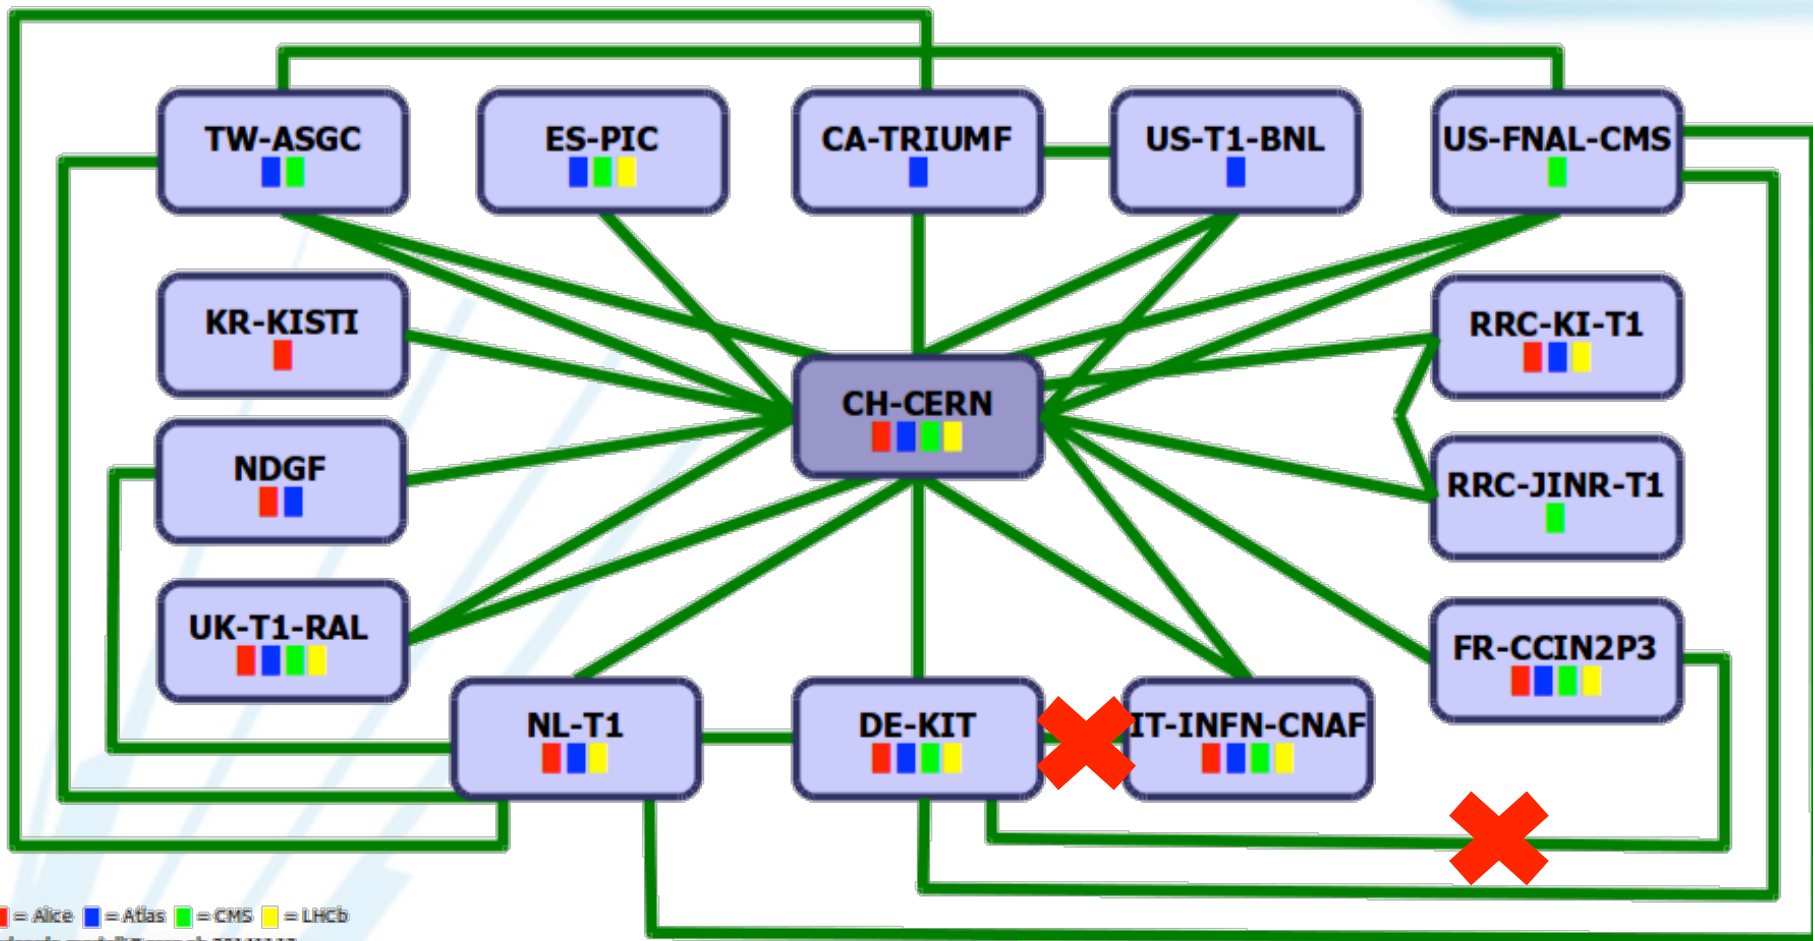 TW-ASGC
ES-PIC
CA-TRIUMF
US-T1-BNL
US-FNAL-CMS
KR-KISTI
RRC-KI-T1
CH-CERN
NDGF
RRC-JINR-T1
UK-T1-RAL
FR-CCIN2P3
NL-T1
DE-KIT
IT-INFN-CNAF
= Alice = Atlas = CMS = LHCb